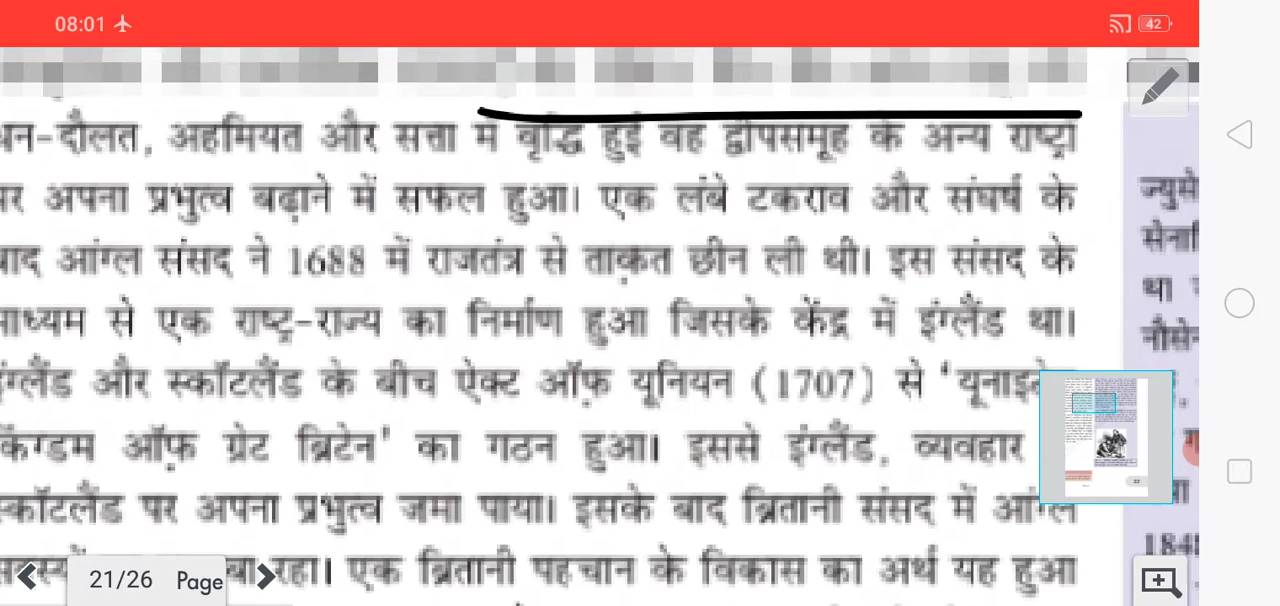 08:01
42
धन-दौलत, अहमियत और सत्ता में वृद्धि हुई वह द्वीपसमूह के अन्य राष्ट्रों
पर अपना प्रभुत्व बढ़ाने में सफल हुआ। एक लंबे टकराव और संघर्ष के
बाद आंग्ल संसद ने 1688 में राजतंत्र से ताक़त छीन ली थी। इस संसद के
माध्यम से एक राष्ट्र-राज्य का निर्माण हुआ जिसके केंद्र में इंग्लैंड था।
इंग्लैंड और स्कॉटलैंड के बीच ऐक्ट ऑफ़ यूनियन (1707) से
किंगडम ऑफ़ ग्रेट ब्रिटेन' का गठन हुआ। इससे इंग्लैंड, व्यवहार
स्कॉटलैंड पर अपना प्रभुत्व जमा पाया। इसके बाद ब्रितानी संसद में आंग्ल
रहा। एक ब्रितानी पहचान के विकास का अर्थ यह हुआ
था
1848
21/26 Page